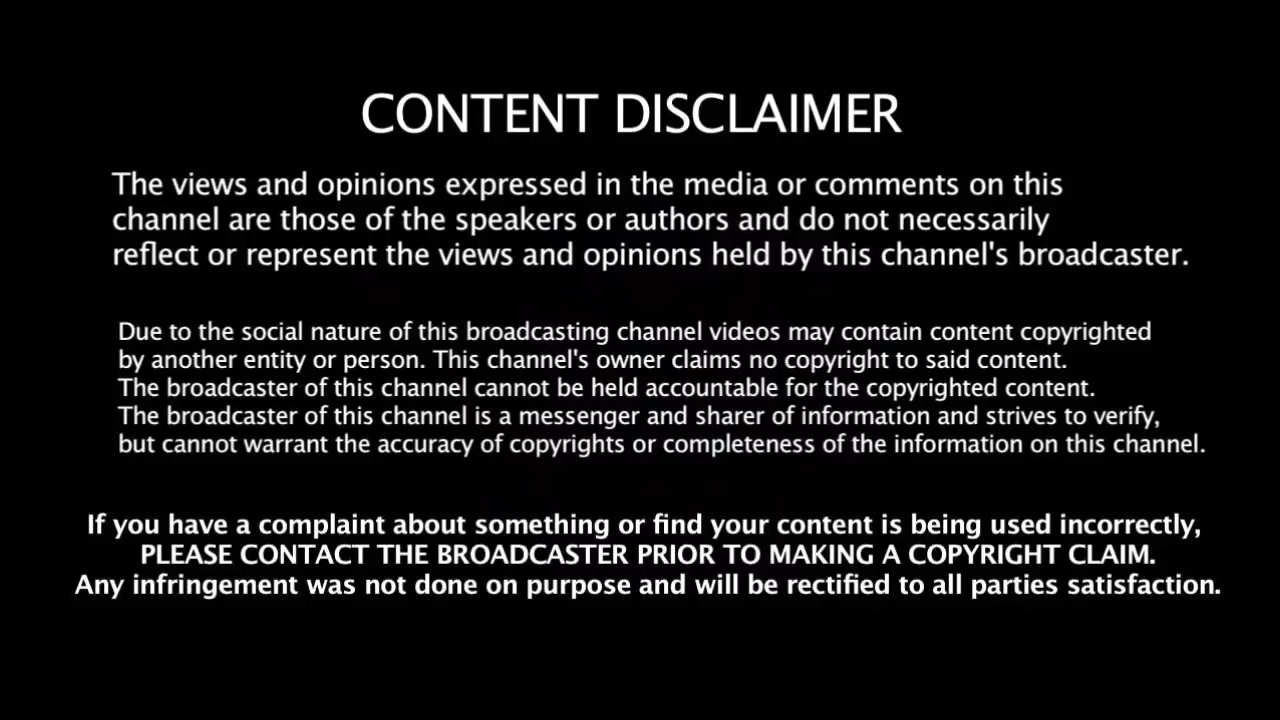 CONTENT DISCLAIMER
The views and opinions expressed in the media or comments on this
channel are those of the speakers or authors and do not necessarily
reflect or represent the views and opinions held by this channel's broadcaster.
Due to the social nature of this broadcasting channel videos may contain content copyrighted
by another entity or person. This channel's owner claims no copyright to said content.
The broadcaster of this channel cannot be held accountable for the copyrighted content.
The broadcaster of this channel is a messenger and sharer of information and strives to verify,
but cannot warrant the accuracy of copyrights or completeness of the information on this channel.
If you have a complaint about something or find your content is being used incorrectly,
PLEASE CONTACT THE BROADCASTER PRIOR TO MAKING A COPYRIGHT CLAIM.
Any infringement was not done on purpose and will be rectified to all parties satisfaction.